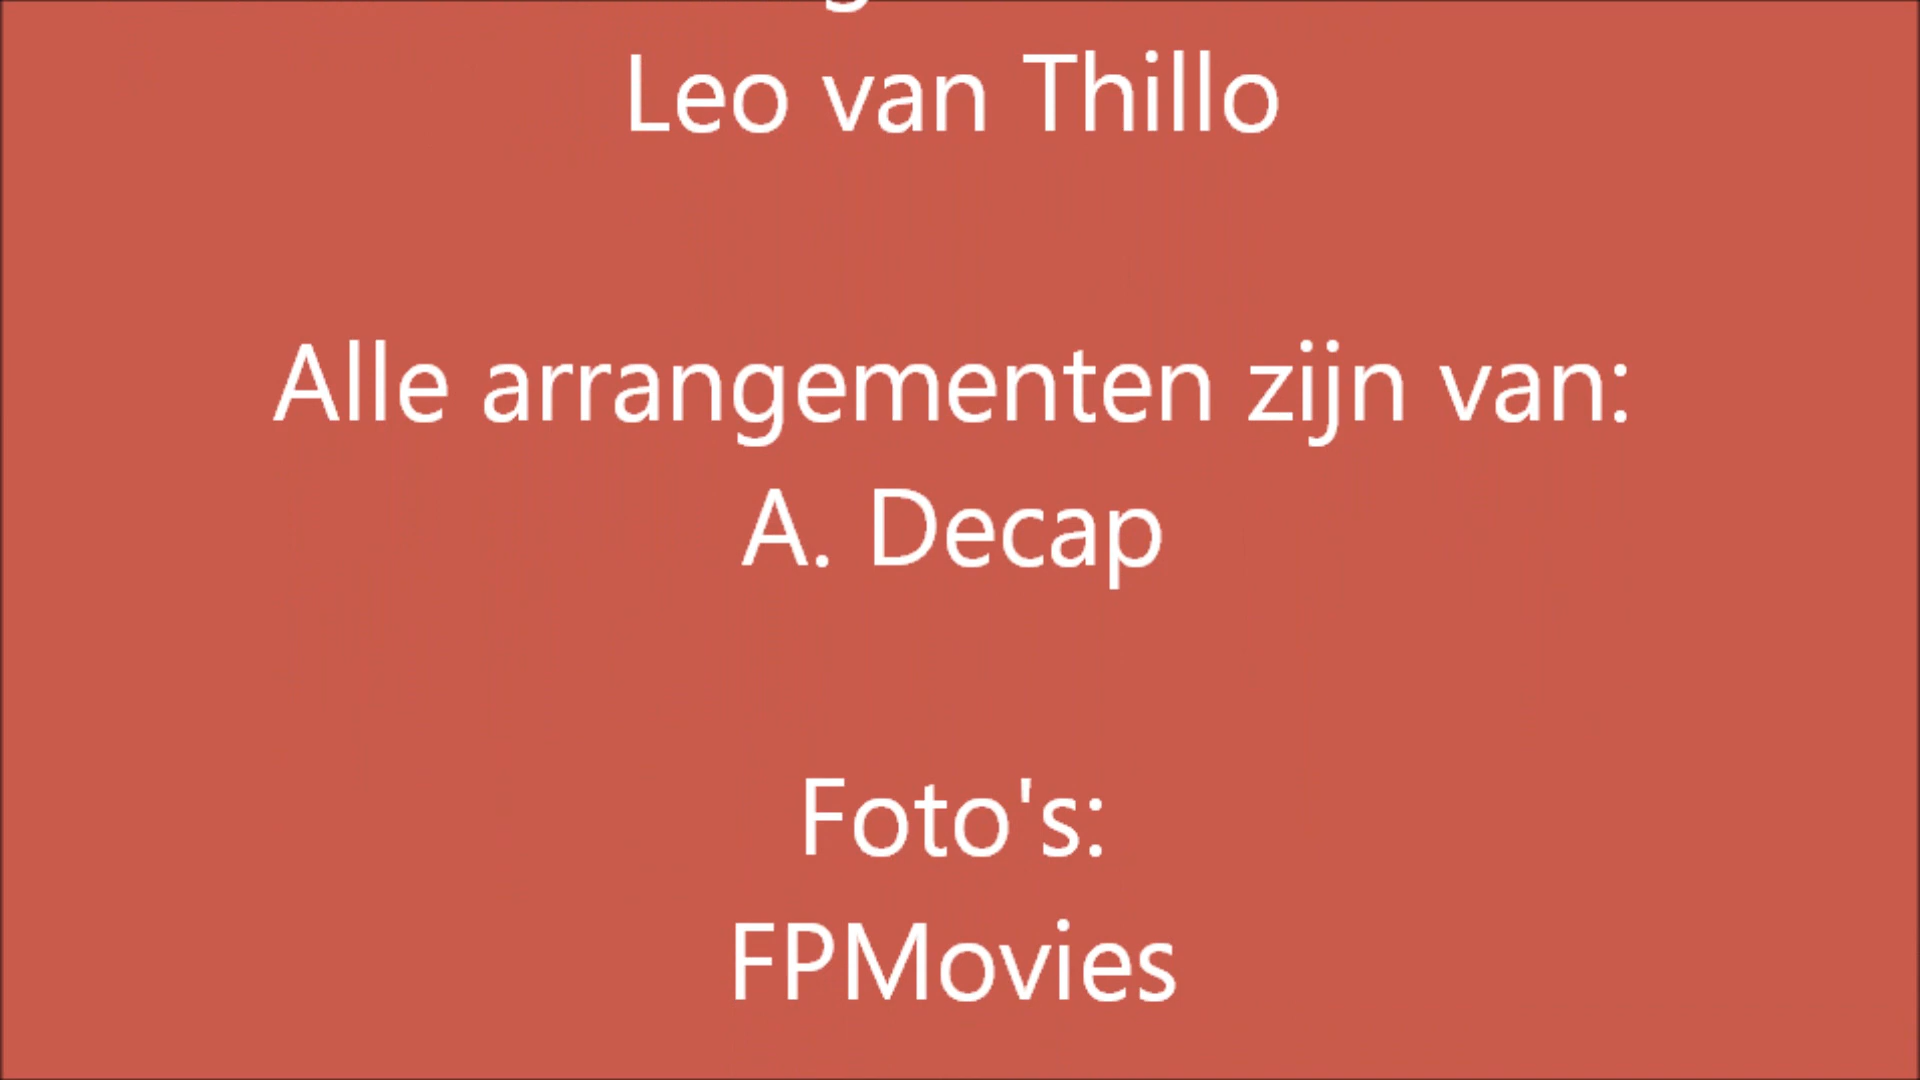 Leo van Thillo
Alle arrangementen zijn van:
A. Decap
Foto's:
FPMovies